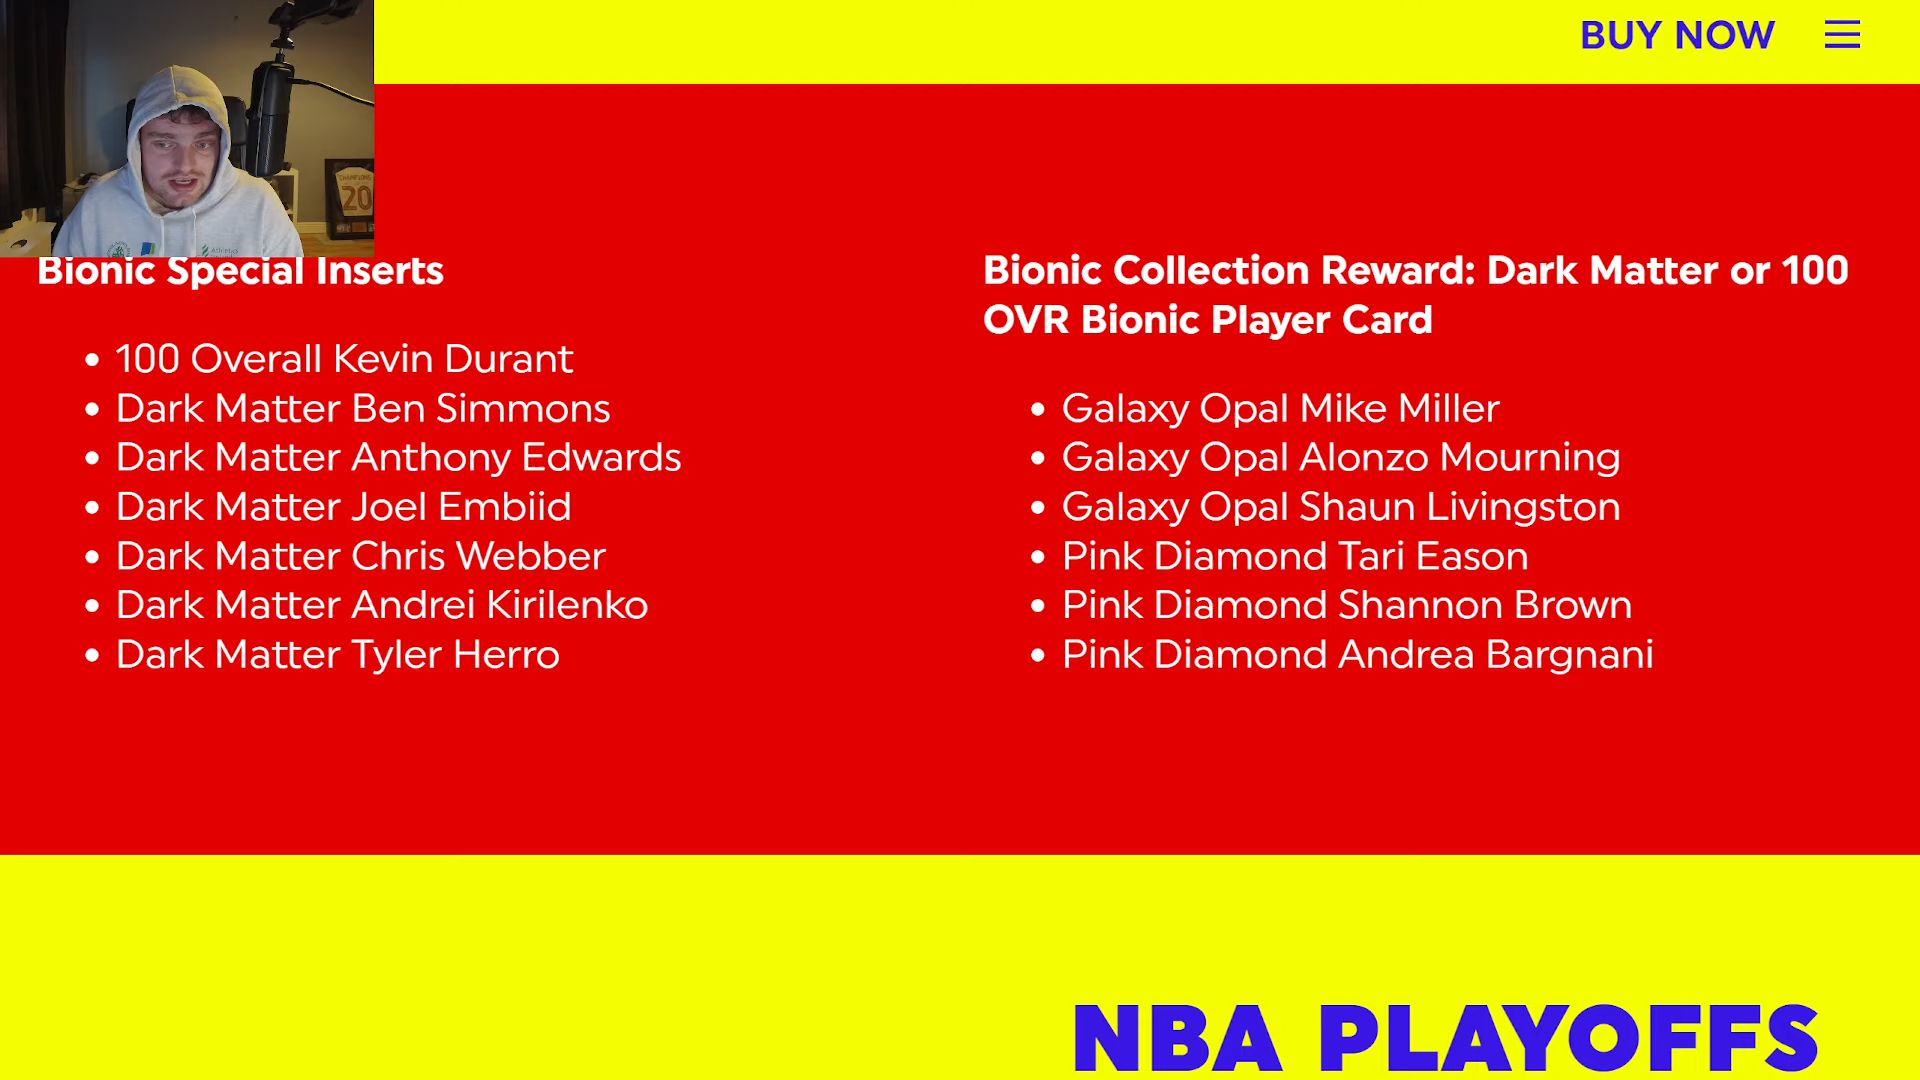 BUY NOW
CHAMPIONS
20
Bionic Special Inserts
• 100 Overall Kevin Durant
• Dark Matter Ben Simmons
• Dark Matter Anthony Edwards
• Dark Matter Joel Embiid
• Dark Matter Chris Webber
• Dark Matter Andrei Kirilenko
• Dark Matter Tyler Herro
Bionic Collection Reward: Dark Matter or 100
OVR Bionic Player Card
• Galaxy Opal Mike Miller
• Galaxy Opal Alonzo Mourning
• Galaxy Opal Shaun Livingston
• Pink Diamond Tari Eason
• Pink Diamond Shannon Brown
• Pink Diamond Andrea Bargnani
NBA PLAYOFFS